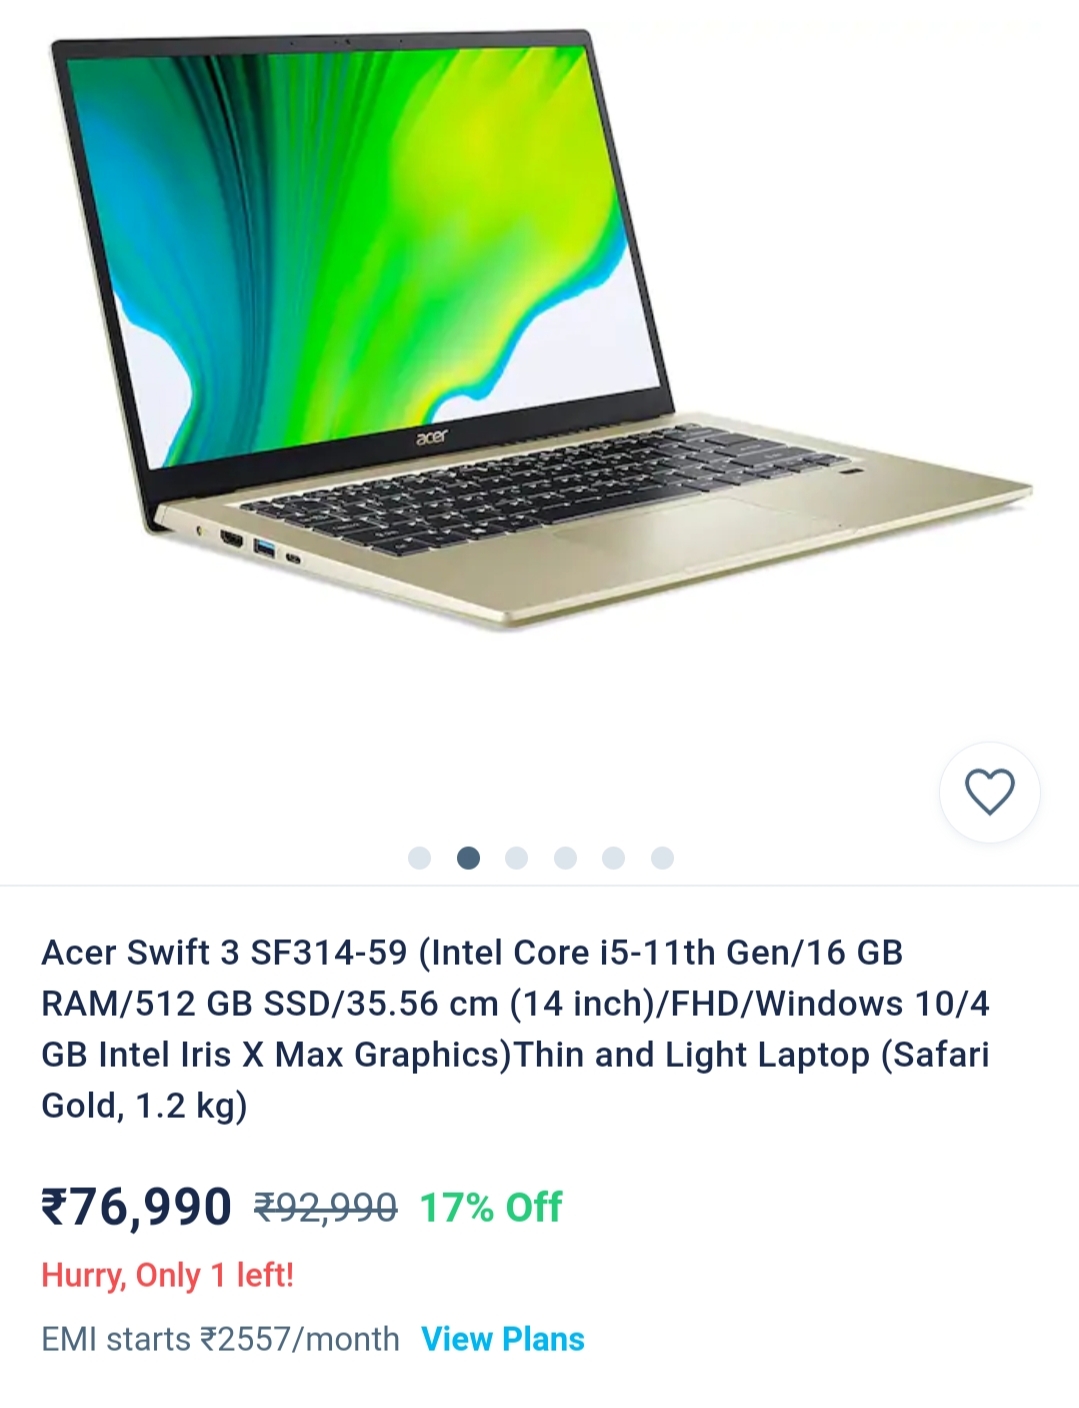 acer
Acer Swift 3 SF314-59 (Intel Core i5-11th Gen/16 GB
RAM/512 GB SSD/35.56 cm (14 inch)/FHD/Windows 10/4
GB Intel Iris X Max Graphics)Thin and Light Laptop (Safari
Gold, 1.2 kg)
₹76,990 ₹92,990 17% Off
Hurry, Only 1 left!
EMI starts ₹2557/month View Plans